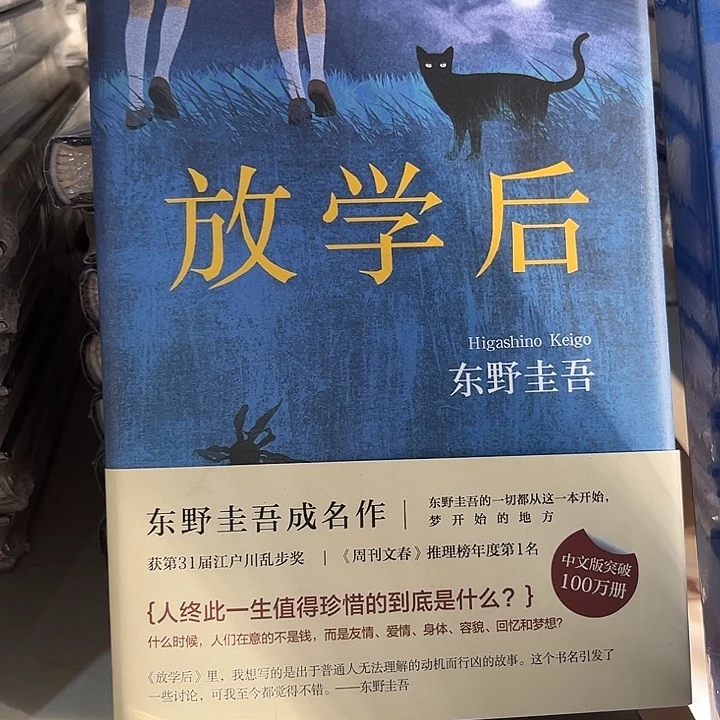 放学后
Higashino Keigo
东野圭吾
东野圭吾成名作
东野圭吾的一切都从这一本开始，
梦开始的地方
获第31届江户川乱步奖 | 《周刊文春》推理榜年度第1名
中文版突破
100万册
{人终此一生值得珍惜的到底是什么？}
什么时候，人们在意的不是钱，而是友情、爱情、身体、容貌、回忆和梦想？
《放学后》里，我想写的是出于普通人无法理解的动机而行凶的故事。这个书名引发了
一些讨论，可我至今都觉得不错。——东野圭吾